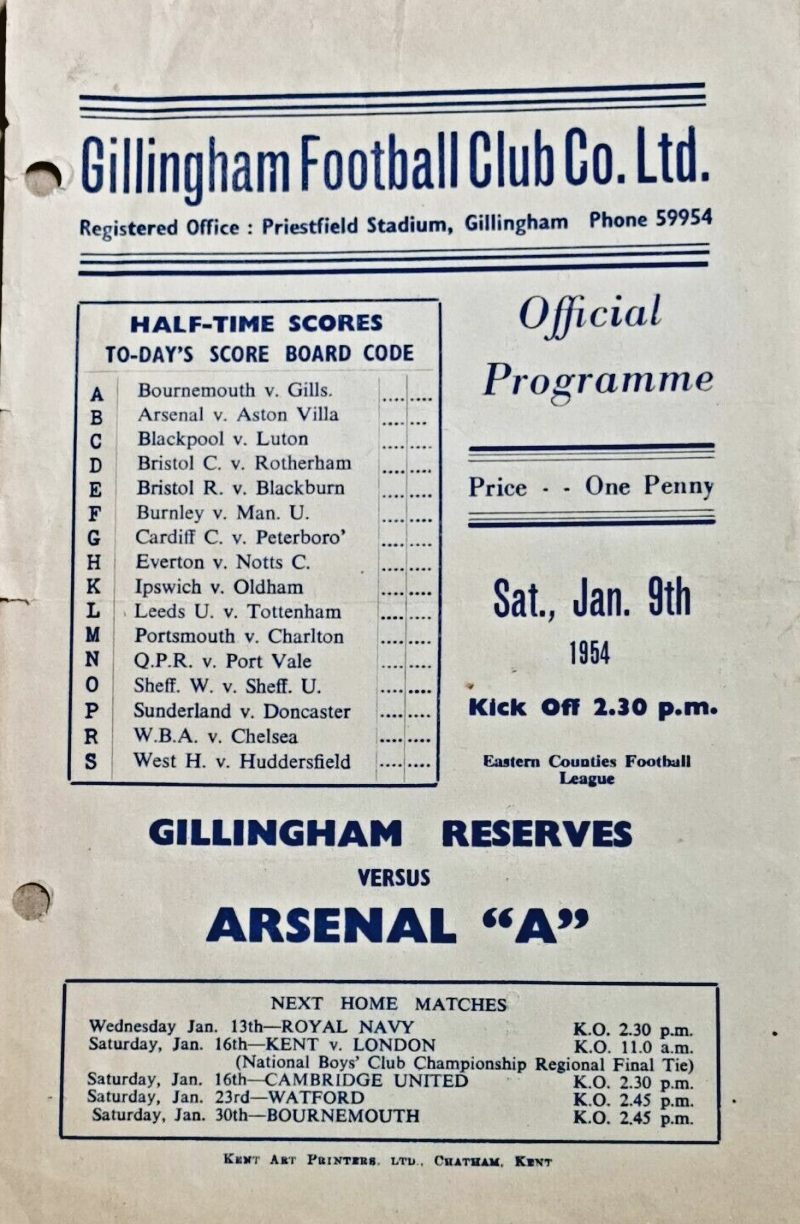 Gillingham Football Club Co. Ltd.
Registered Office : Priestfield Stadium, Gillingham Phone 59954
HALF-TIME SCORES
TO-DAY'S SCORE BOARD CODE
A Bournemouth v. Gills. .... ....
B Arsenal v. Aston Villa .... ...
C Blackpool v. Luton .... ....
D Bristol C. v. Rotherham .... ....
E Bristol R. v. Blackburn .... ....
F Burnley v. Man. U. .... ....
G Cardiff C. v. Peterboro' .... ....
H Everton v. Notts C. .... ....
K Ipswich v. Oldham .... ....
L Leeds U. v. Tottenham .... ....
M Portsmouth v. Charlton .... ....
N Q.P.R. v. Port Vale .... ....
O Sheff. W. v. Sheff. U. .... ....
P Sunderland v. Doncaster .... ....
R W.B.A. v. Chelsea .... ....
S West H. v. Huddersfield .... ....
Official
Programme
Price - - One Penny
Sat., Jan. 9th
1954
Kick Off 2.30 p.m.
Eastern Counties Football
League
GILLINGHAM RESERVES
VERSUS
ARSENAL “A”
NEXT HOME MATCHES
Wednesday Jan. 13th—ROYAL NAVY K.O. 2.30 p.m.
Saturday, Jan. 16th—KENT v. LONDON K.O. 11.0 a.m.
(National Boys' Club Championship Regional Final Tie)
Saturday, Jan. 16th—CAMBRIDGE UNITED K.O. 2.30 p.m.
Saturday, Jan. 23rd—WATFORD K.O. 2.45 p.m.
Saturday, Jan. 30th—BOURNEMOUTH K.O. 2.45 p.m.
KENT ART PRINTERS, LTD., CHATHAM, KENT